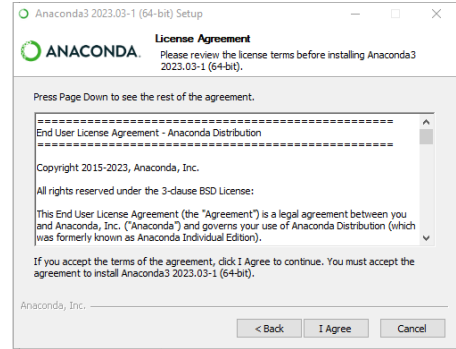 Anaconda3 2023.03-1 (64-bit) Setup
ANACONDA.
License Agreement
Please review the license terms before installing Anaconda3
2023.03-1 (64-bit).
Press Page Down to see the rest of the agreement.
====================================================
End User License Agreement - Anaconda Distribution
====================================================
Copyright 2015-2023, Anaconda, Inc.
All rights reserved under the 3-clause BSD License:
This End User License Agreement (the "Agreement") is a legal agreement between you
and Anaconda, Inc. ("Anaconda") and governs your use of Anaconda Distribution (which
was formerly known as Anaconda Individual Edition).
If you accept the terms of the agreement, click I Agree to continue. You must accept the
agreement to install Anaconda3 2023.03-1 (64-bit).
Anaconda, Inc.
< Back
I Agree
Cancel